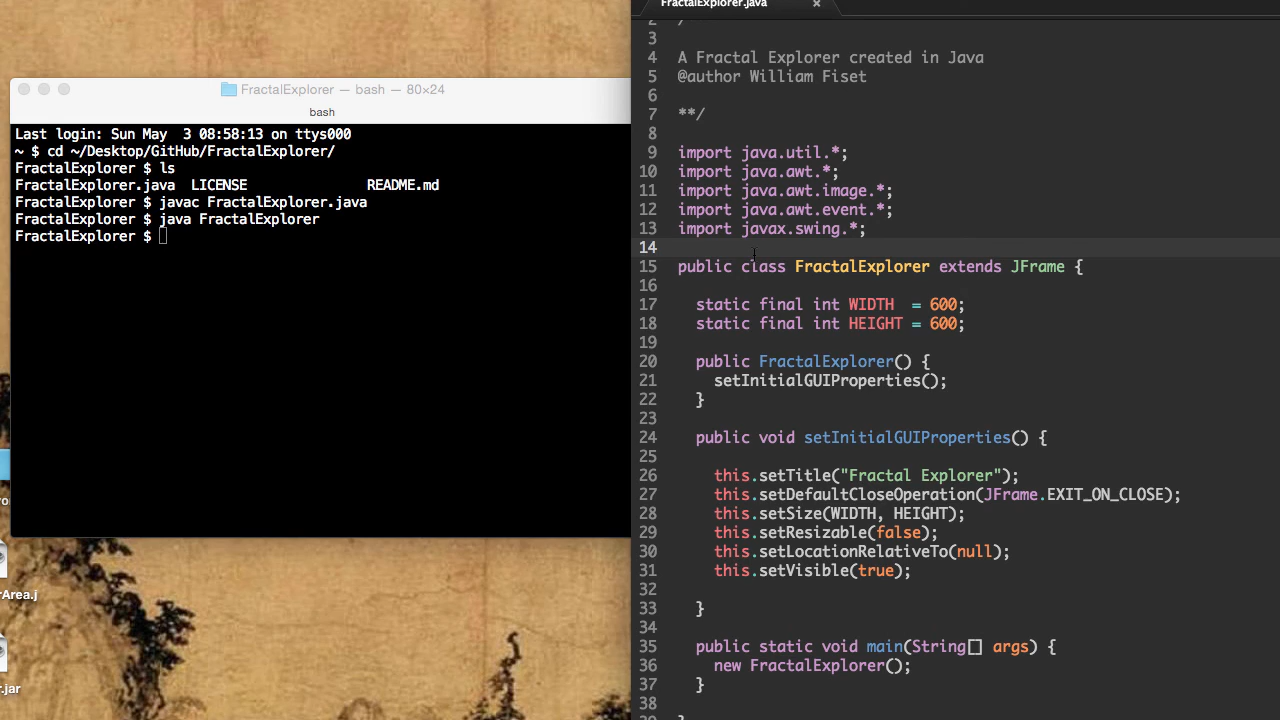 FractalExplorer — bash — 80×24
bash
Last login: Sun May  3 08:58:13 on ttys000
~ $ cd ~/Desktop/GitHub/FractalExplorer/
FractalExplorer $ ls
FractalExplorer.java  LICENSE               README.md
FractalExplorer $ javac FractalExplorer.java
FractalExplorer $ java FractalExplorer
FractalExplorer $
rArea.j
r.jar
FractalExplorer.java ×
2 /
3
4 A Fractal Explorer created in Java
5 @author William Fiset
6
7 **/
8
9 import java.util.*;
10 import java.awt.*;
11 import java.awt.image.*;
12 import java.awt.event.*;
13 import javax.swing.*;
14
15 public class FractalExplorer extends JFrame {
16
17   static final int WIDTH  = 600;
18   static final int HEIGHT = 600;
19
20   public FractalExplorer() {
21     setInitialGUIProperties();
22   }
23
24   public void setInitialGUIProperties() {
25
26     this.setTitle("Fractal Explorer");
27     this.setDefaultCloseOperation(JFrame.EXIT_ON_CLOSE);
28     this.setSize(WIDTH, HEIGHT);
29     this.setResizable(false);
30     this.setLocationRelativeTo(null);
31     this.setVisible(true);
32
33   }
34
35   public static void main(String[] args) {
36     new FractalExplorer();
37   }
38